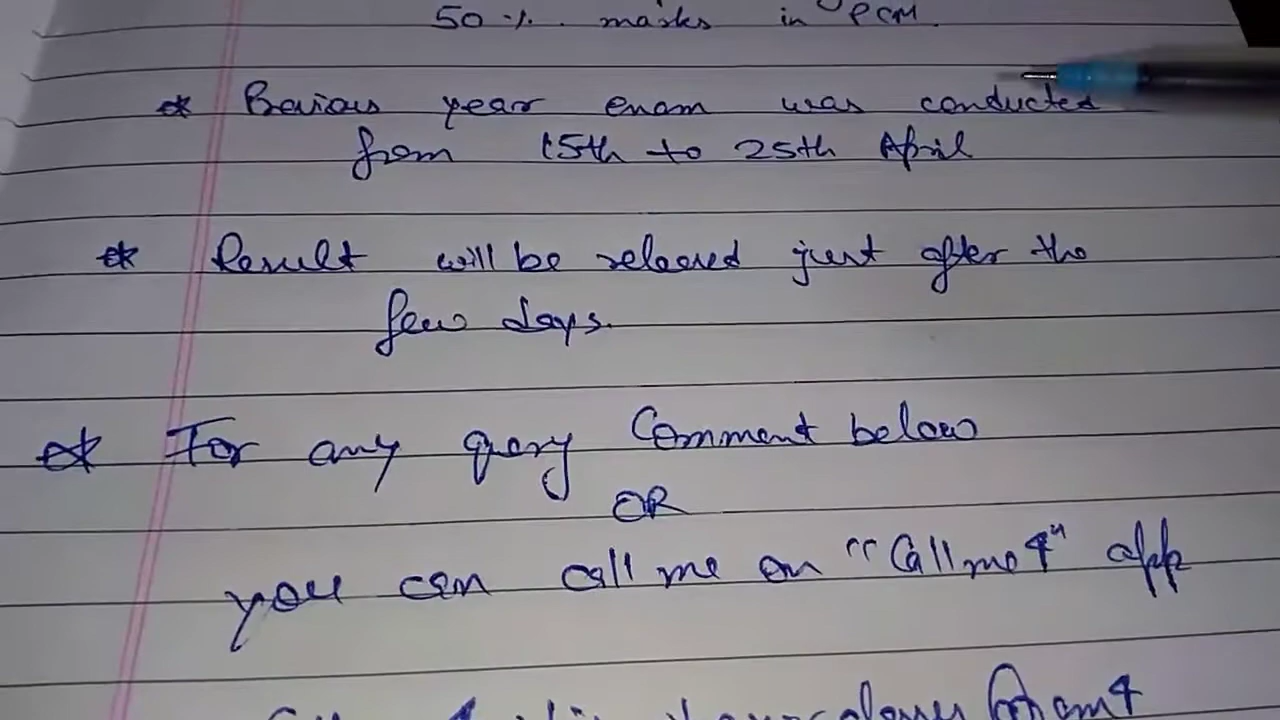 50 %. marks in PCM.
* Previous year exam was conducted
from 15th to 25th April
* Result will be released just after the
few days.
* For any query Comment below
OR
you can call me on "Callme4" app